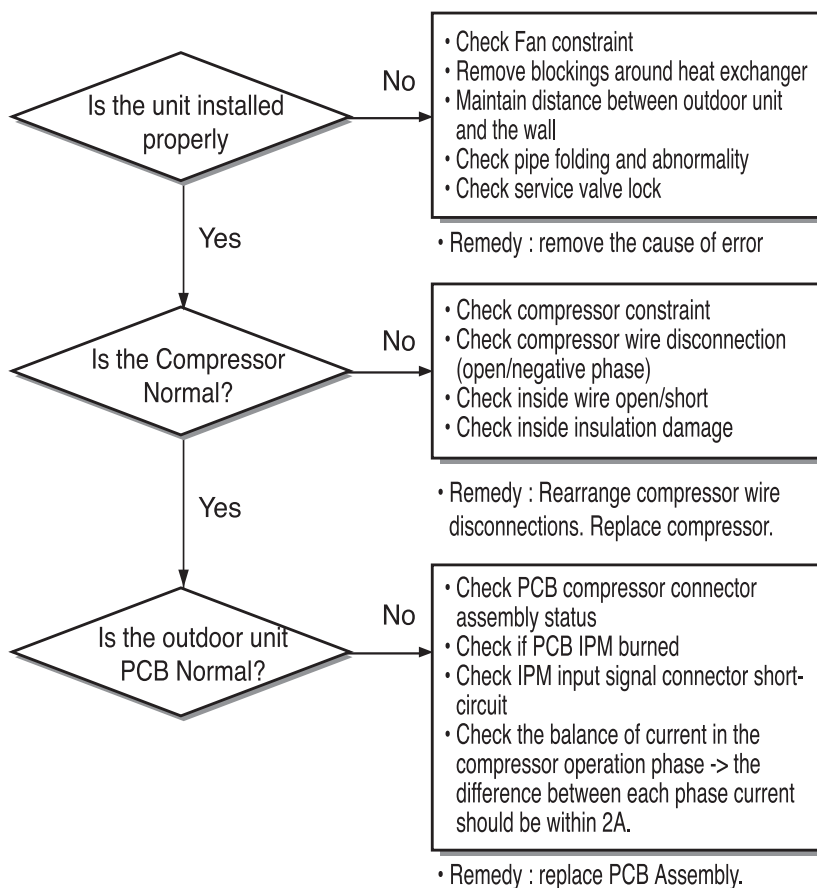 Is the unit installed
properly
No
• Check Fan constraint
• Remove blockings around heat exchanger
• Maintain distance between outdoor unit
and the wall
• Check pipe folding and abnormality
• Check service valve lock
• Remedy : remove the cause of error
Yes
Is the Compressor
Normal?
No
• Check compressor constraint
• Check compressor wire disconnection
(open/negative phase)
• Check inside wire open/short
• Check inside insulation damage
• Remedy : Rearrange compressor wire
disconnections. Replace compressor.
Yes
Is the outdoor unit
PCB Normal?
No
• Check PCB compressor connector
assembly status
• Check if PCB IPM burned
• Check IPM input signal connector short-
circuit
• Check the balance of current in the
compressor operation phase -> the
difference between each phase current
should be within 2A.
• Remedy : replace PCB Assembly.